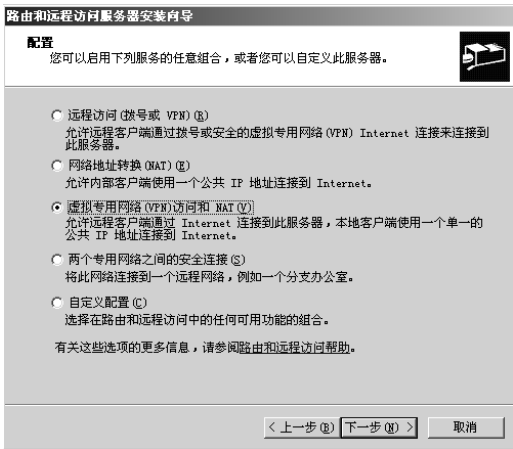 路由和远程访问服务器安装向导
配置
您可以启用下列服务的任意组合，或者您可以自定义此服务器。
远程访问(拨号或 VPN)(R)
允许远程客户端通过拨号或安全的虚拟专用网络(VPN) Internet 连接来连接到
此服务器。
网络地址转换(NAT)(E)
允许内部客户端使用一个公共 IP 地址连接到 Internet。
虚拟专用网络(VPN)访问和 NAT(V)
允许远程客户端通过 Internet 连接到此服务器，本地客户端使用一个单一的
公共 IP 地址连接到 Internet。
两个专用网络之间的安全连接(S)
将此网络连接到一个远程网络，例如一个分支办公室。
自定义配置(C)
选择在路由和远程访问中的任何可用功能的组合。
有关这些选项的更多信息，请参阅路由和远程访问帮助。
< 上一步(B) 下一步(N) > 取消